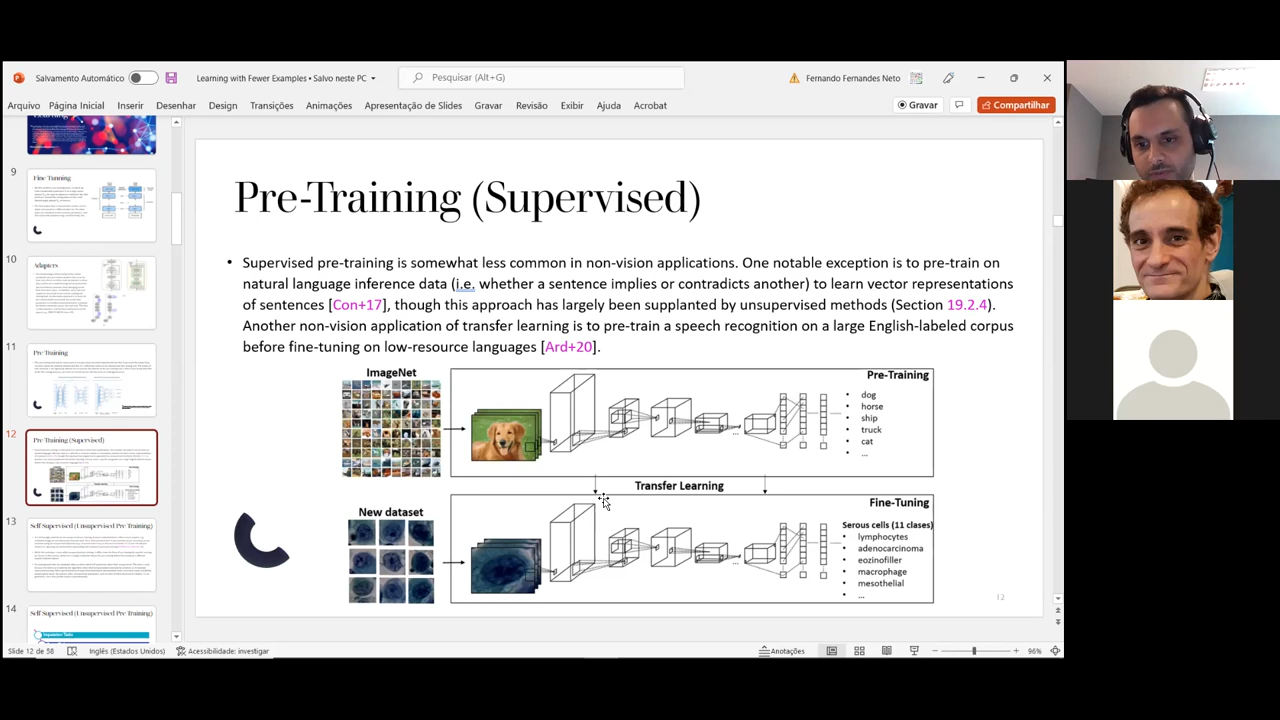 Salvamento Automático
Learning with Fewer Examples • Salvo neste PC
Pesquisar (Alt+G)
Fernando Fernandes Neto
Arquivo Página Inicial Inserir Desenhar Design Transições Animações Apresentação de Slides Gravar Revisão Exibir Ajuda Acrobat
Gravar
Compartilhar
9
Fine Tunning
10
Adapters
11
Pre Training
12
Pre Training (Supervised)
13
Self Supervised (Unsupervised Pre Training)
14
Self Supervised (Unsupervised Pre Training)
Imputation Tasks
Pre-Training (Supervised)
• Supervised pre-training is somewhat less common in non-vision applications. One notable exception is to pre-train on
natural language inference data (i.e. whether a sentence implies or contradicts another) to learn vector representations
of sentences [Con+17], though this approach has largely been supplanted by unsupervised methods (Section 19.2.4).
Another non-vision application of transfer learning is to pre-train a speech recognition on a large English-labeled corpus
before fine-tuning on low-resource languages [Ard+20].
ImageNet
Pre-Training
• dog
• horse
• ship
• truck
• cat
• ...
Transfer Learning
New dataset
Fine-Tuning
Serous cells (11 clases)
• lymphocytes
• adenocarcinoma
• eozinofiller
• macrophage
• mesothelial
• ...
12
Slide 12 de 58
Inglês (Estados Unidos)
Acessibilidade: investigar
Anotações
96%